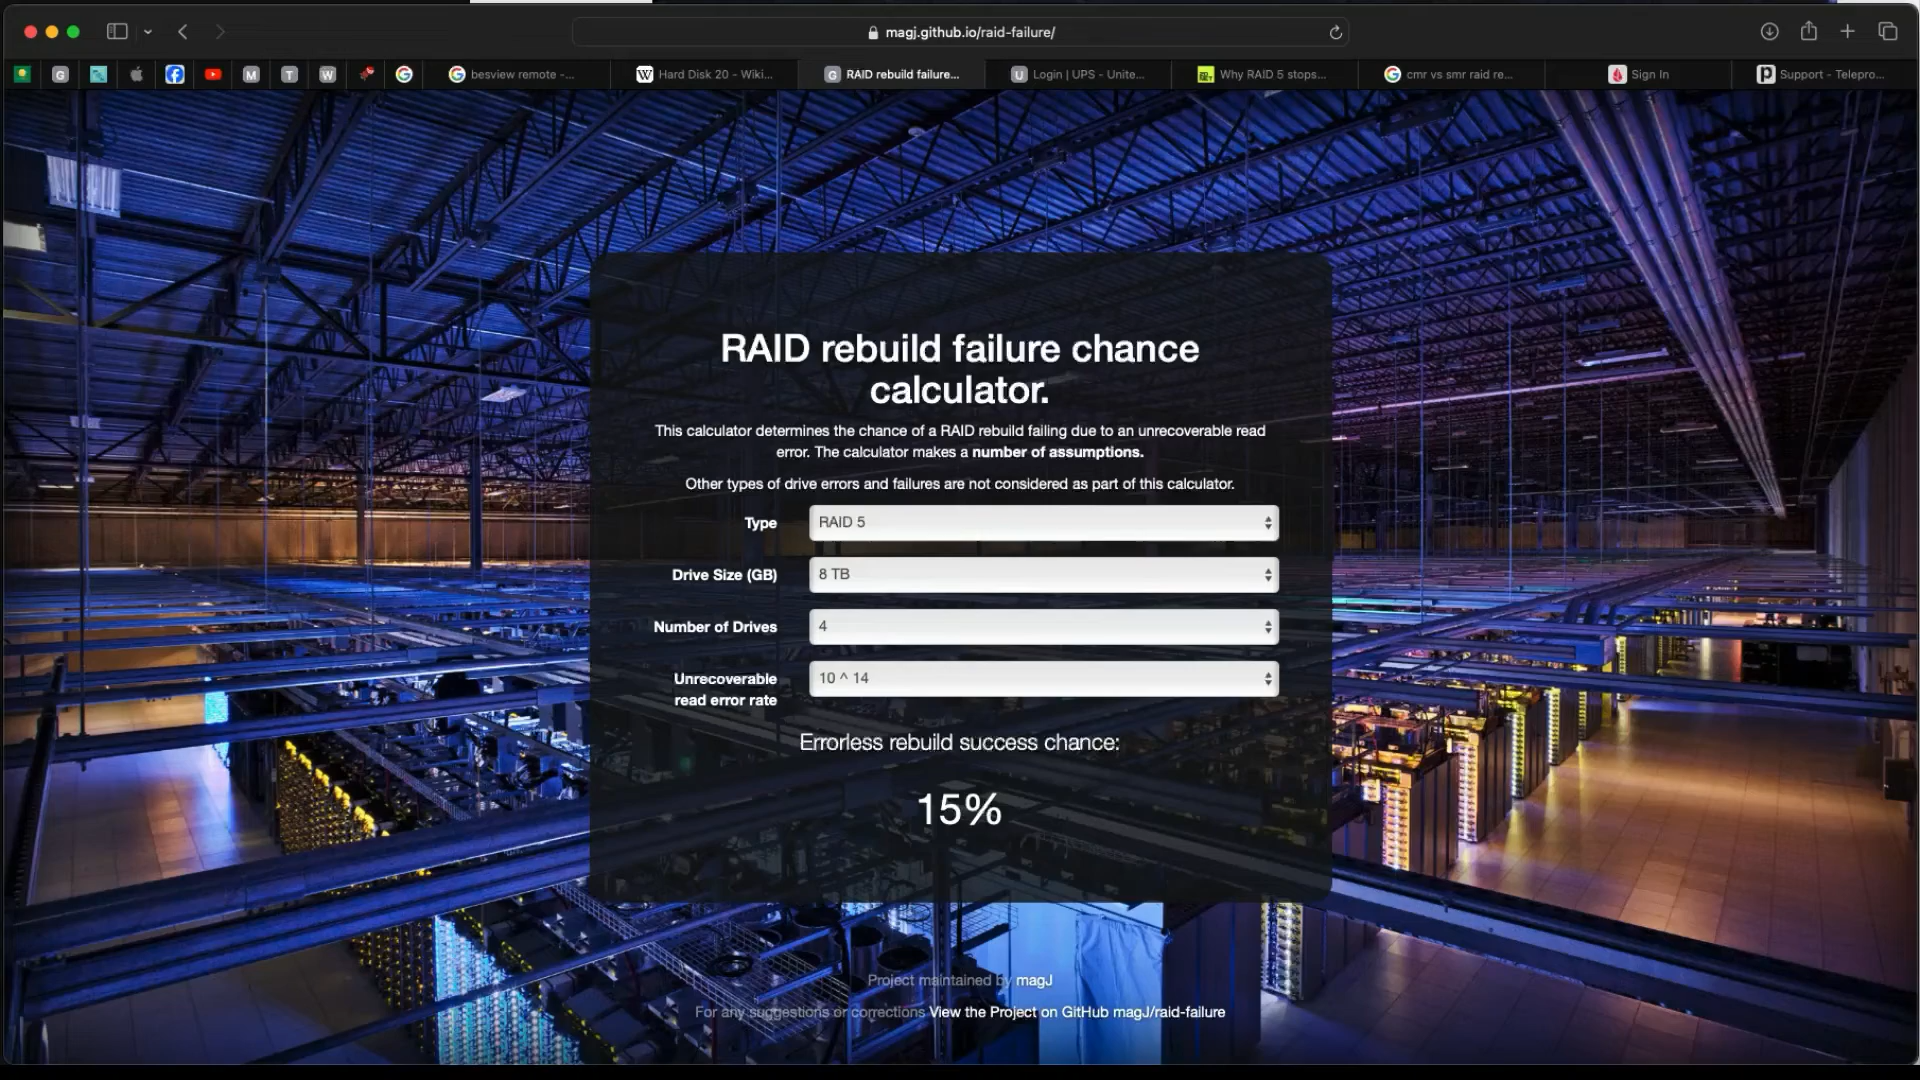 magj.github.io/raid-failure/
G
M
T
W
besview remote -...
W Hard Disk 20 - Wiki...
G RAID rebuild failure...
U Login | UPS - Unite...
Why RAID 5 stops...
cmr vs smr raid re...
Sign In
Support - Telepro...
RAID rebuild failure chance
calculator.
This calculator determines the chance of a RAID rebuild failing due to an unrecoverable read
error. The calculator makes a number of assumptions.
Other types of drive errors and failures are not considered as part of this calculator.
Type RAID 5
Drive Size (GB) 8 TB
Number of Drives 4
Unrecoverable
read error rate 10 ^ 14
Errorless rebuild success chance:
15%
Project maintained by magJ
For any suggestions or corrections View the Project on GitHub magJ/raid-failure